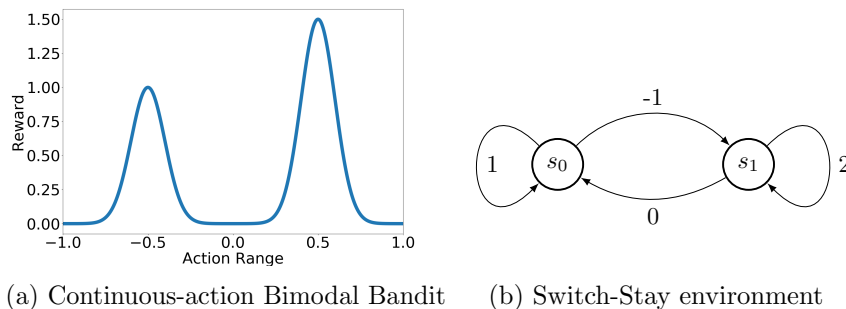 1.50
1.25
1.00
0.75
0.50
0.25
0.00
Reward
−1.0 −0.5 0.0 0.5 1.0
Action Range
-1
1 s0 s1 2
0
(a) Continuous-action Bimodal Bandit (b) Switch-Stay environment